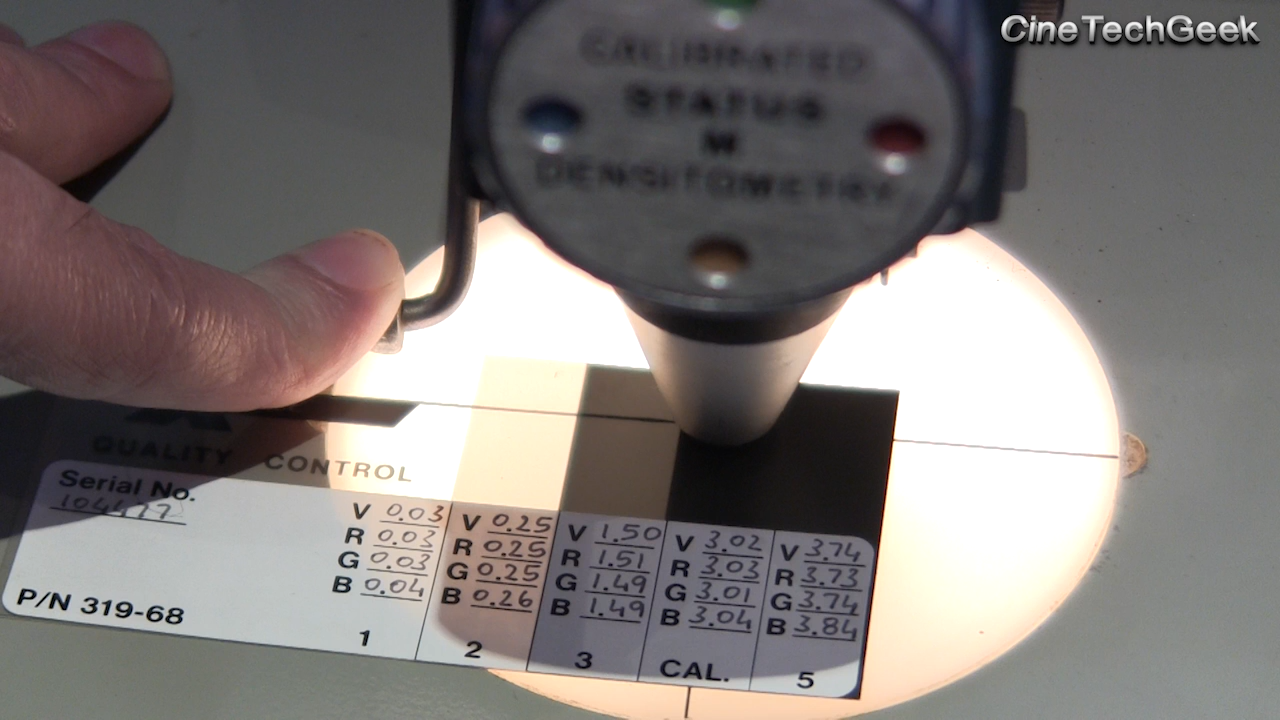 CineTechGeek
CALIBRATED
STATUS
M
DENSITOMETRY
QUALITY CONTROL
Serial No.
104477
P/N 319-68
V 0.03
R 0.03
G 0.03
B 0.04
1
V 0.25
R 0.25
G 0.25
B 0.26
2
V 1.50
R 1.51
G 1.49
B 1.49
3
V 3.02
R 3.03
G 3.01
B 3.04
CAL.
V 3.74
R 3.73
G 3.74
B 3.84
5